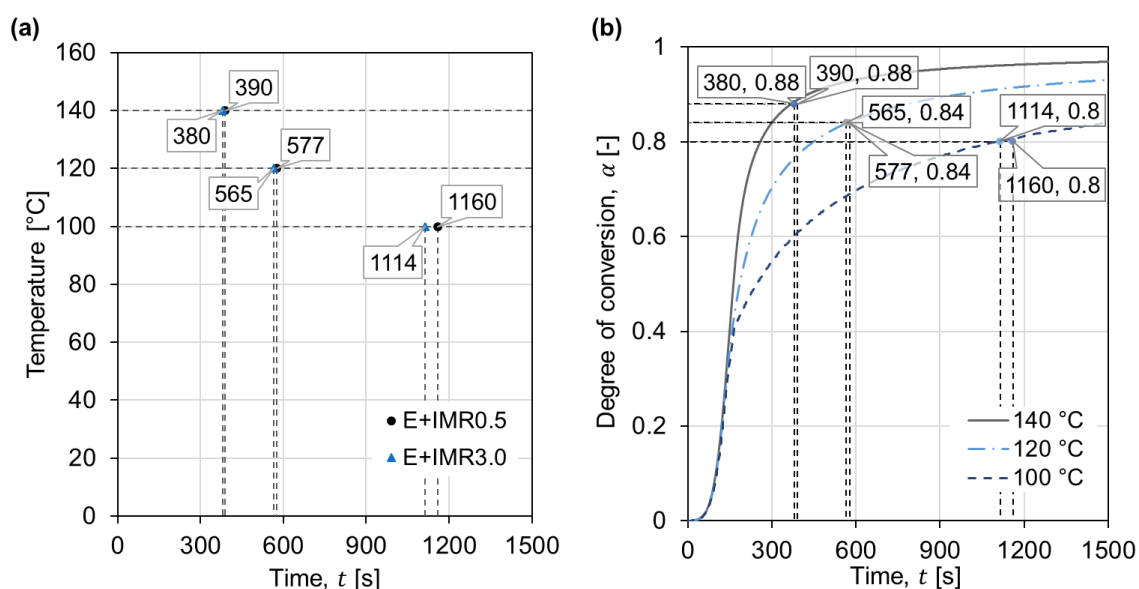 (a)
160
140
120
100
80
60
40
20
0
Temperature [°C]
390
380
577
565
1160
1114
E+IMR0.5
E+IMR3.0
0 300 600 900 1200 1500
Time, t [s]
(b)
1
0.8
0.6
0.4
0.2
0
Degree of conversion, α [-]
380, 0.88
390, 0.88
565, 0.84
1114, 0.8
577, 0.84
1160, 0.8
140 °C
120 °C
100 °C
0 300 600 900 1200 1500
Time, t [s]